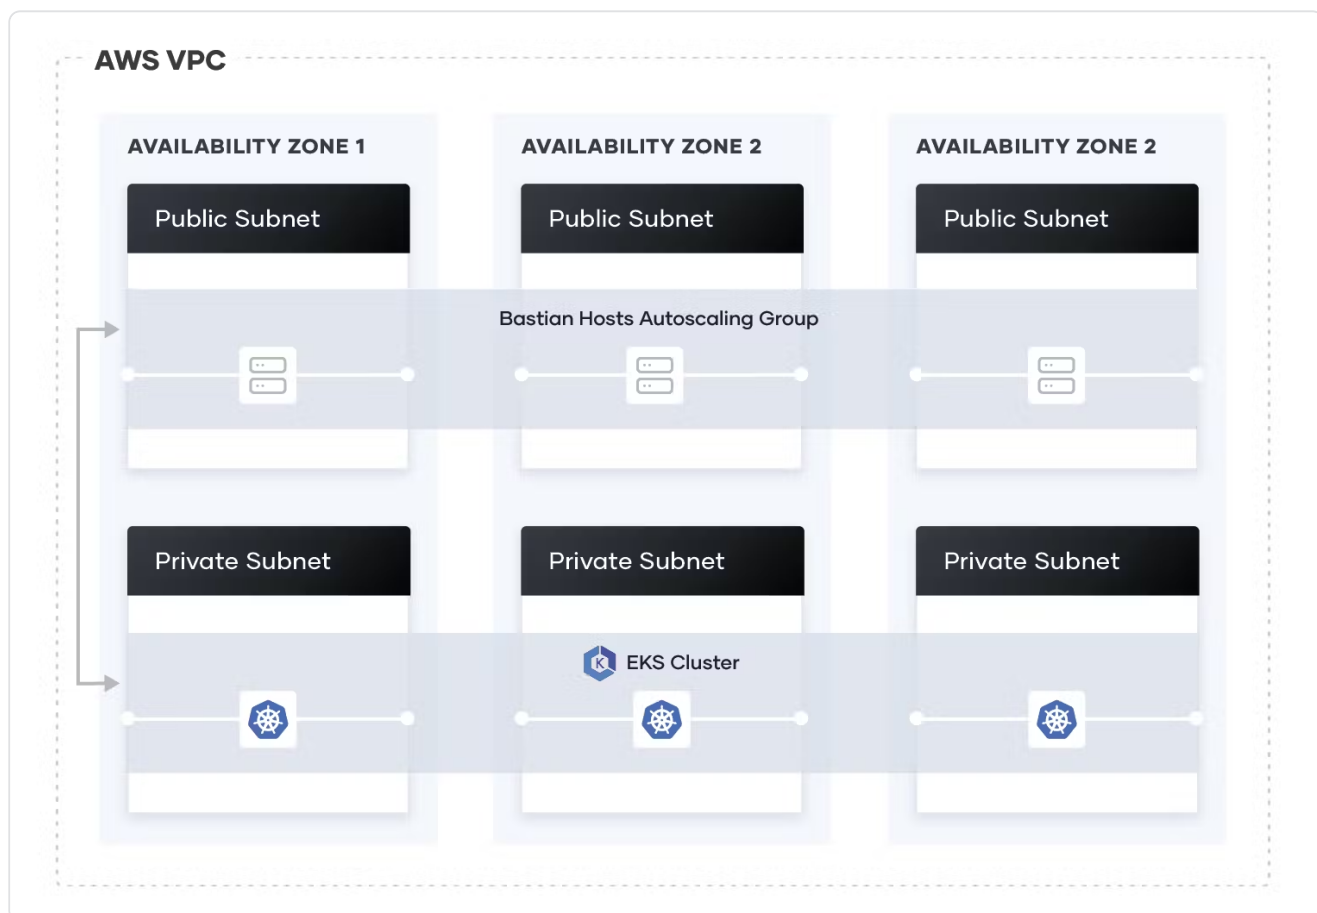 AWS VPC
AVAILABILITY ZONE 1
AVAILABILITY ZONE 2
AVAILABILITY ZONE 2
Public Subnet
Public Subnet
Public Subnet
Bastian Hosts Autoscaling Group
Private Subnet
Private Subnet
Private Subnet
K EKS Cluster